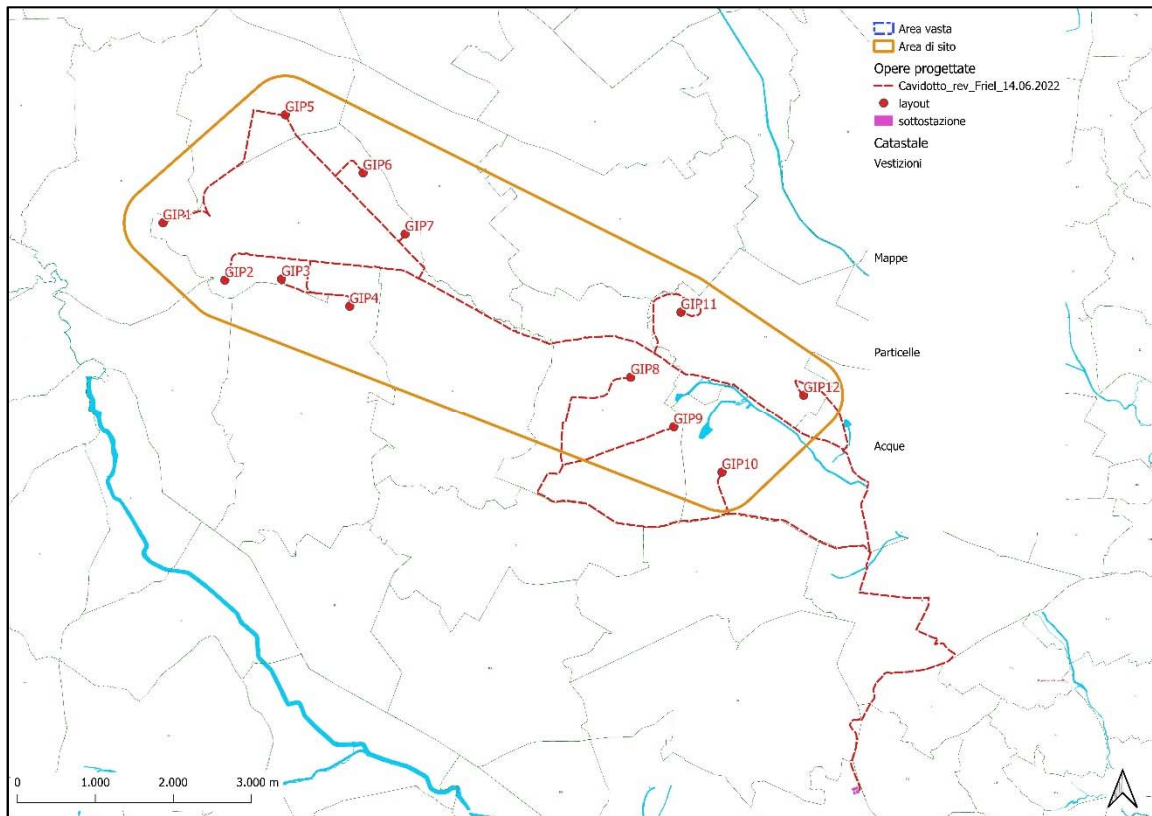 Area vasta
Area di sito
Opere progettate
Cavidotto_rev_Friel_14.06.2022
layout
sottostazione
Catastale
Vestizioni
Mappe
Particelle
Acque
GIP5
GIP6
GIP1
GIP7
GIP2
GIP3
GIP4
GIP11
GIP8
GIP12
GIP9
GIP10
0 1.000 2.000 3.000 m